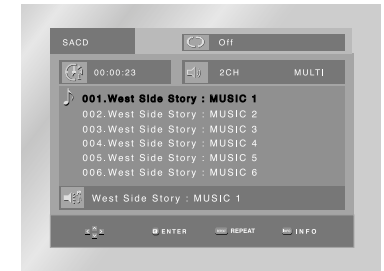 SACD Off
00:00:23 2CH MULTI
001.West Side Story : MUSIC 1
002.West Side Story : MUSIC 2
003.West Side Story : MUSIC 3
004.West Side Story : MUSIC 4
005.West Side Story : MUSIC 5
006.West Side Story : MUSIC 6
West Side Story : MUSIC 1
ENTER REPEAT INFO